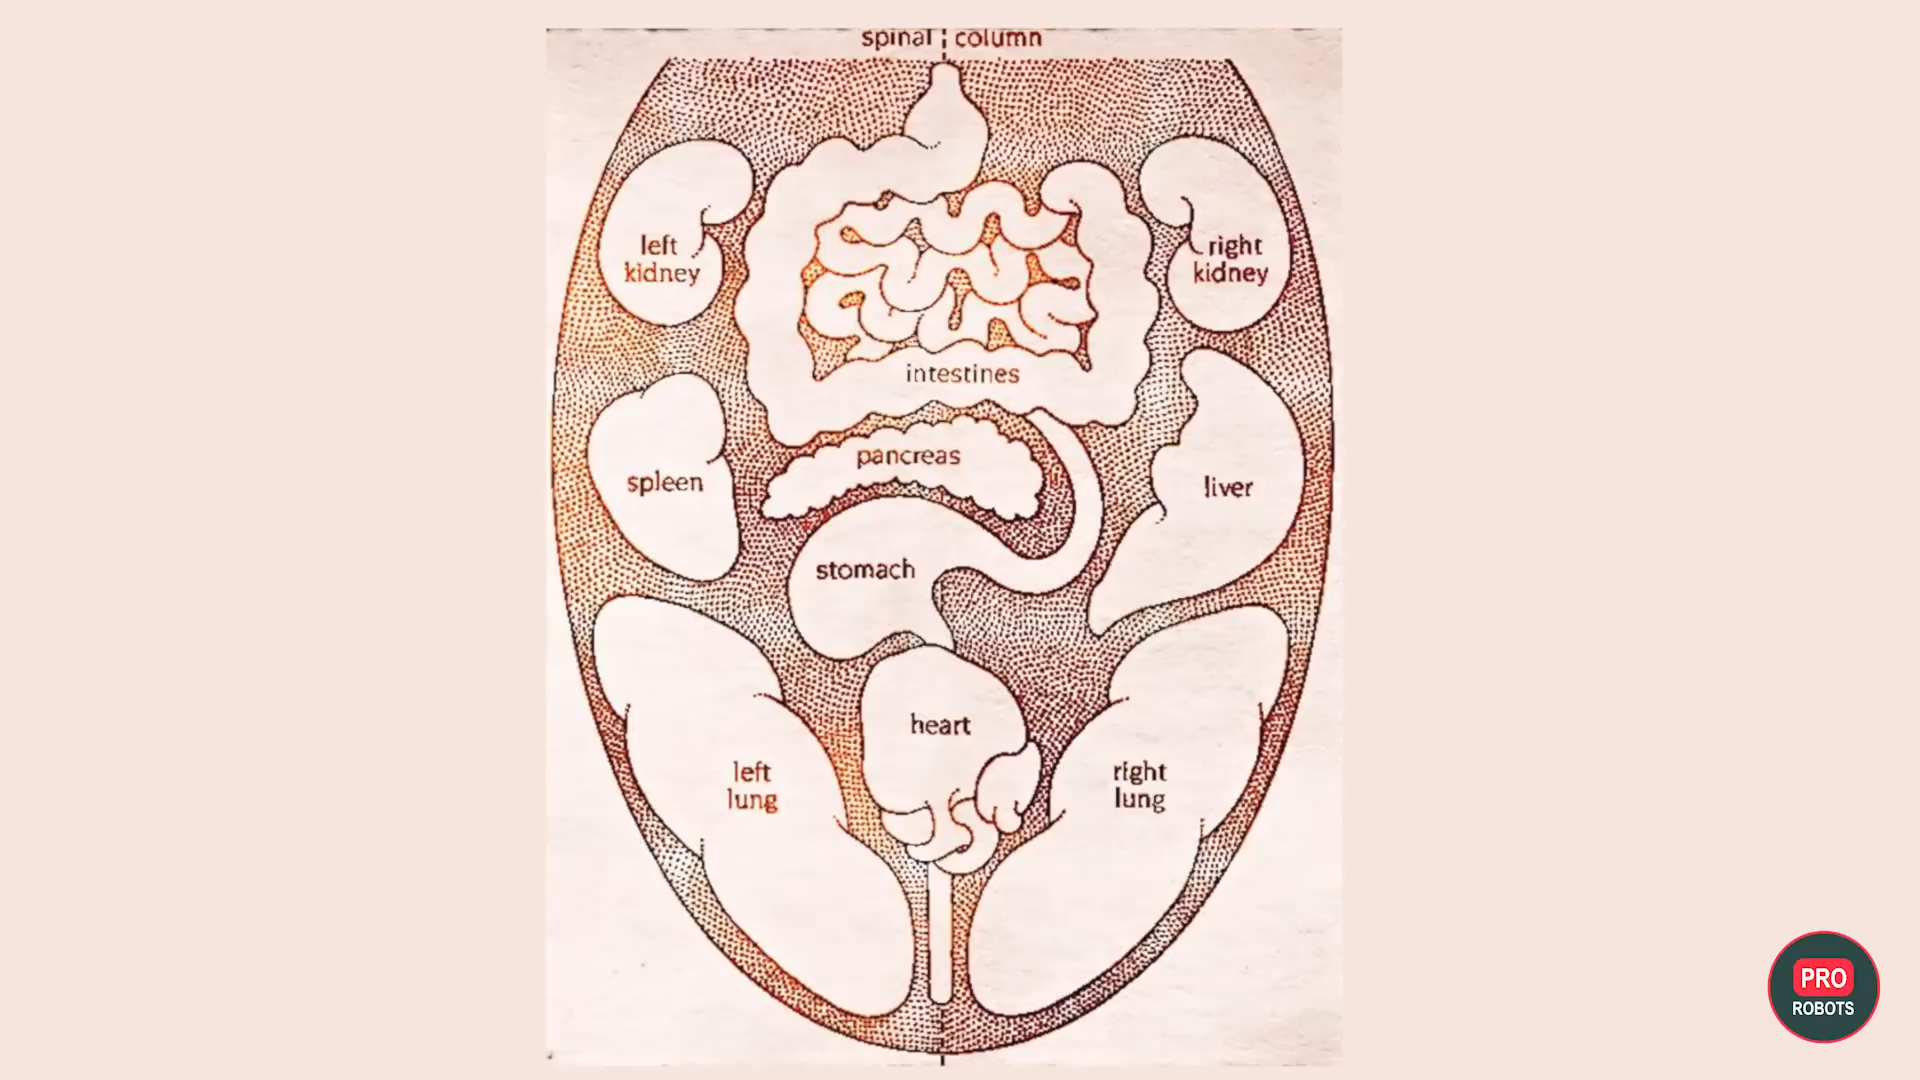 spinal column
left
kidney
right
kidney
intestines
pancreas
spleen
liver
stomach
heart
left
lung
right
lung
PRO
ROBOTS